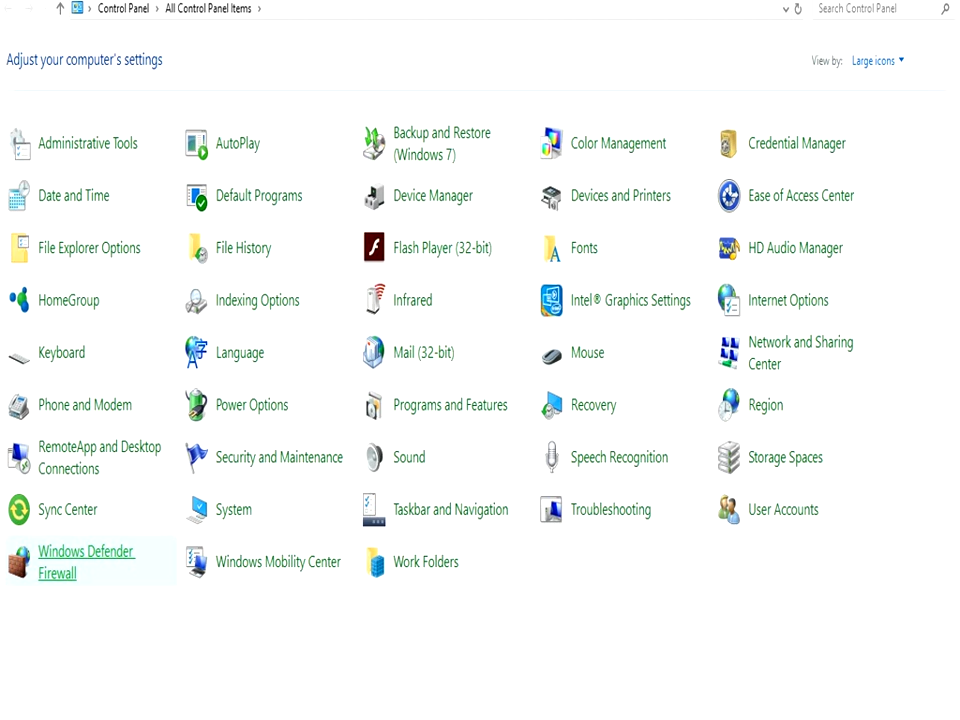 Control Panel › All Control Panel Items ›
Search Control Panel
Adjust your computer's settings
View by: Large icons
Administrative Tools
AutoPlay
Backup and Restore
(Windows 7)
Color Management
Credential Manager
Date and Time
Default Programs
Device Manager
Devices and Printers
Ease of Access Center
File Explorer Options
File History
Flash Player (32-bit)
Fonts
HD Audio Manager
HomeGroup
Indexing Options
Infrared
Intel® Graphics Settings
Internet Options
Keyboard
Language
Mail (32-bit)
Mouse
Network and Sharing
Center
Phone and Modem
Power Options
Programs and Features
Recovery
Region
RemoteApp and Desktop
Connections
Security and Maintenance
Sound
Speech Recognition
Storage Spaces
Sync Center
System
Taskbar and Navigation
Troubleshooting
User Accounts
Windows Defender
Firewall
Windows Mobility Center
Work Folders